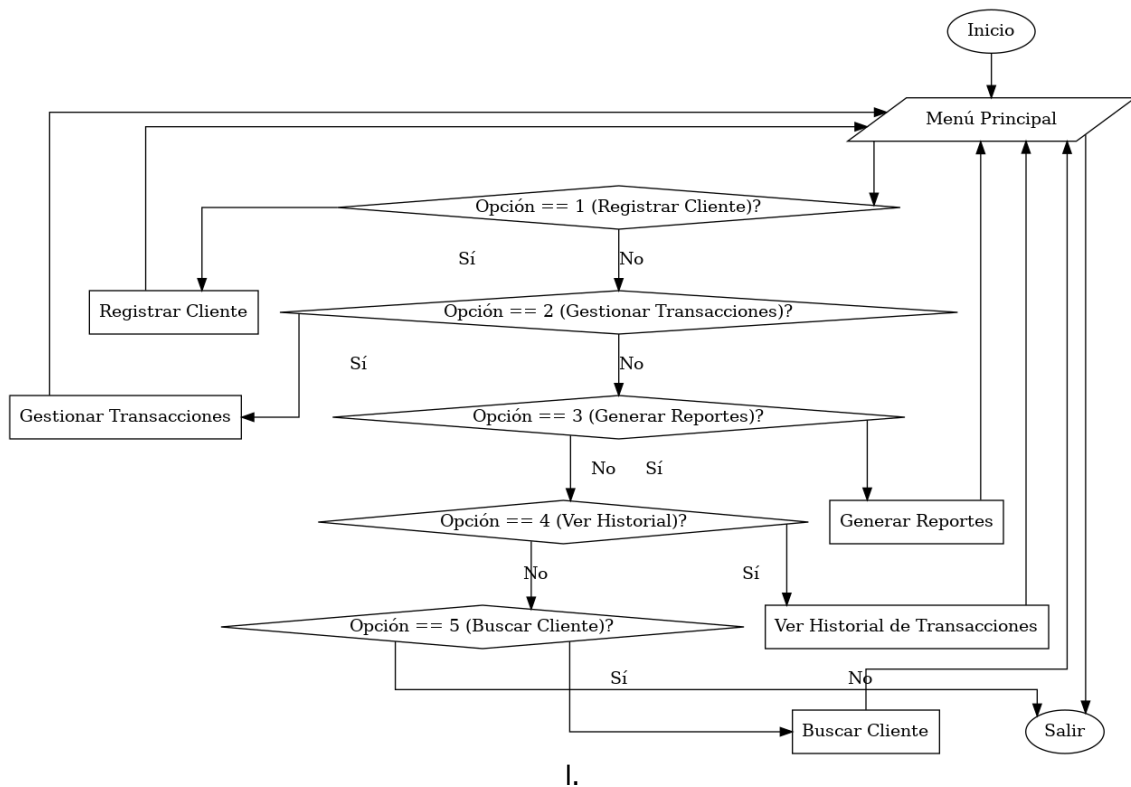 Inicio
Menú Principal
Opción == 1 (Registrar Cliente)?
Sí
No
Registrar Cliente
Opción == 2 (Gestionar Transacciones)?
Sí
No
Gestionar Transacciones
Opción == 3 (Generar Reportes)?
No
Sí
Generar Reportes
Opción == 4 (Ver Historial)?
No
Sí
Ver Historial de Transacciones
Opción == 5 (Buscar Cliente)?
Sí
No
Buscar Cliente
Salir
I.